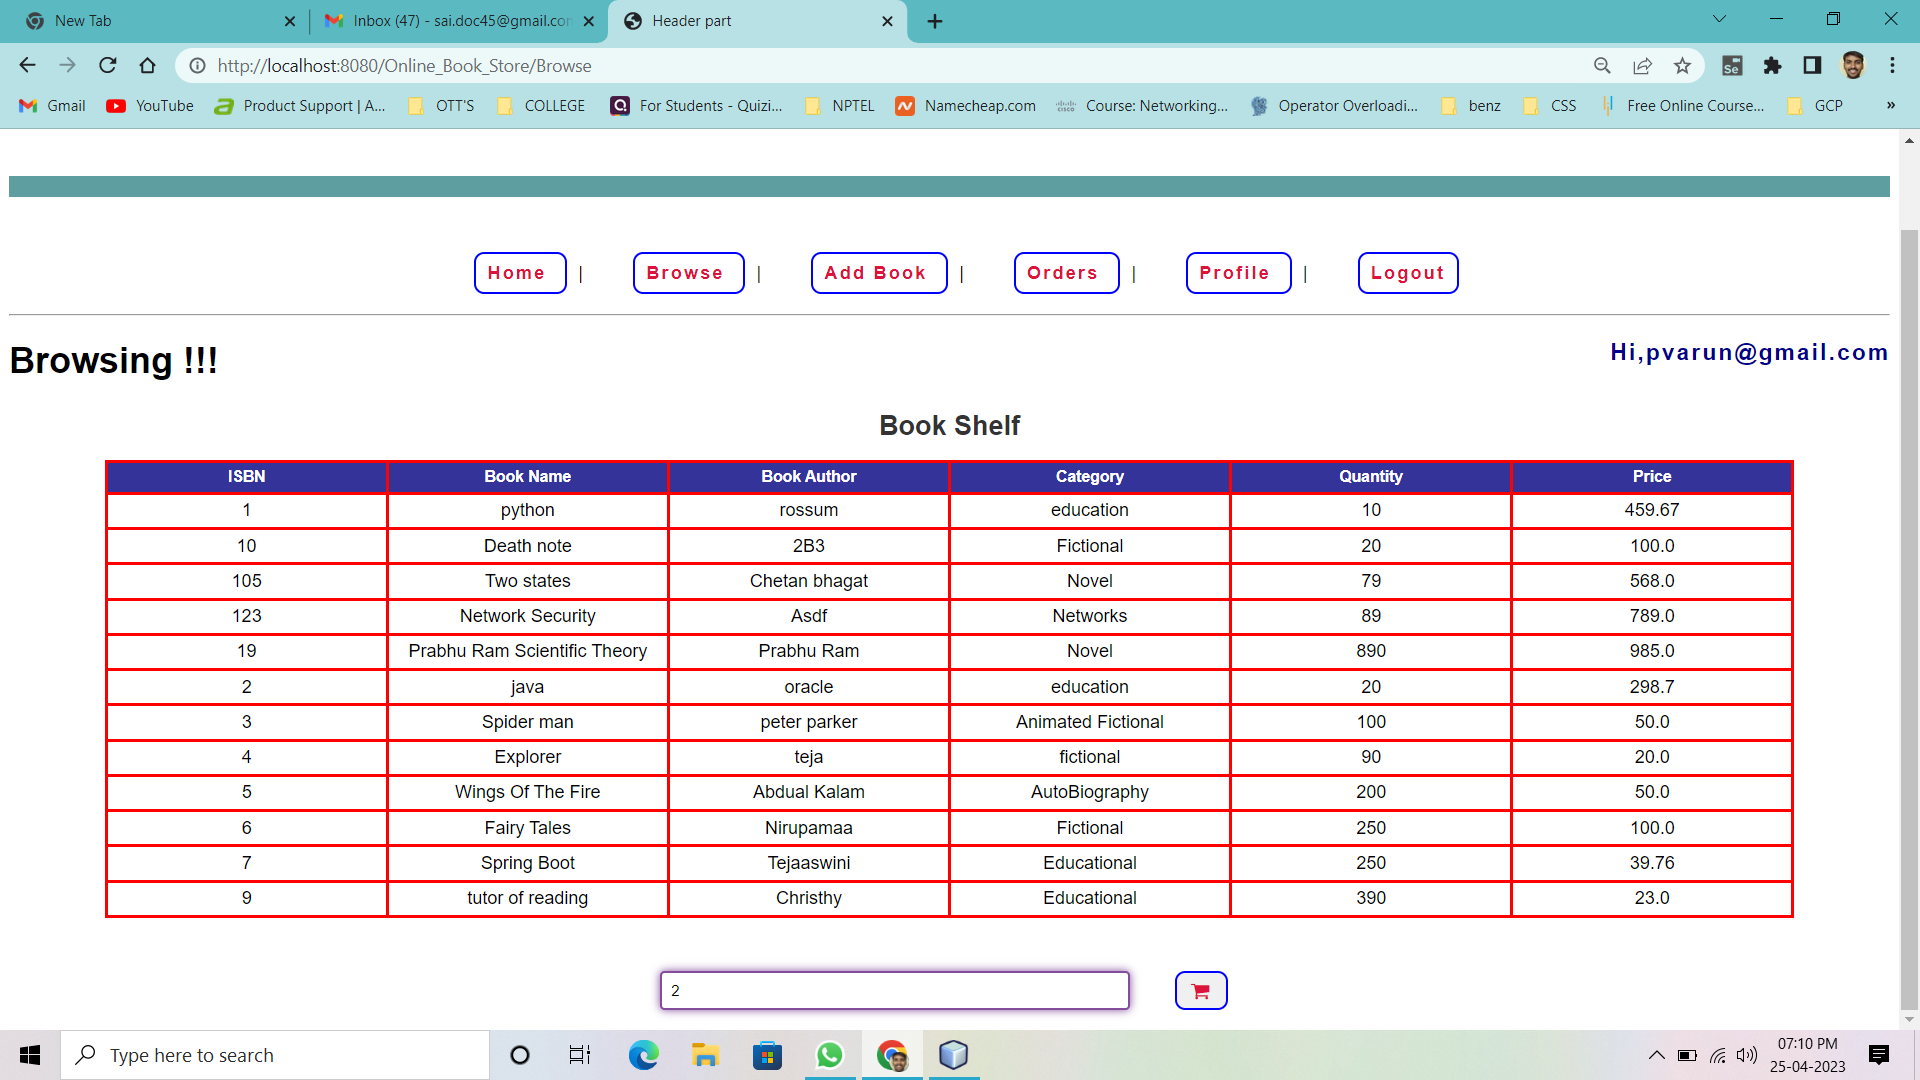 New Tab
Inbox (47) - sai.doc45@gmail.con
Header part
http://localhost:8080/Online_Book_Store/Browse
Se
Gmail YouTube Product Support | A... OTT'S COLLEGE For Students - Quizi... NPTEL Namecheap.com Course: Networking... Operator Overloadi... benz CSS Free Online Course... GCP »
Home | Browse | Add Book | Orders | Profile | Logout
Browsing !!!
Hi,pvarun@gmail.com
Book Shelf
ISBN Book Name Book Author Category Quantity Price
1 python rossum education 10 459.67
10 Death note 2B3 Fictional 20 100.0
105 Two states Chetan bhagat Novel 79 568.0
123 Network Security Asdf Networks 89 789.0
19 Prabhu Ram Scientific Theory Prabhu Ram Novel 890 985.0
2 java oracle education 20 298.7
3 Spider man peter parker Animated Fictional 100 50.0
4 Explorer teja fictional 90 20.0
5 Wings Of The Fire Abdual Kalam AutoBiography 200 50.0
6 Fairy Tales Nirupamaa Fictional 250 100.0
7 Spring Boot Tejaaswini Educational 250 39.76
9 tutor of reading Christhy Educational 390 23.0
2
Type here to search
07:10 PM
25-04-2023